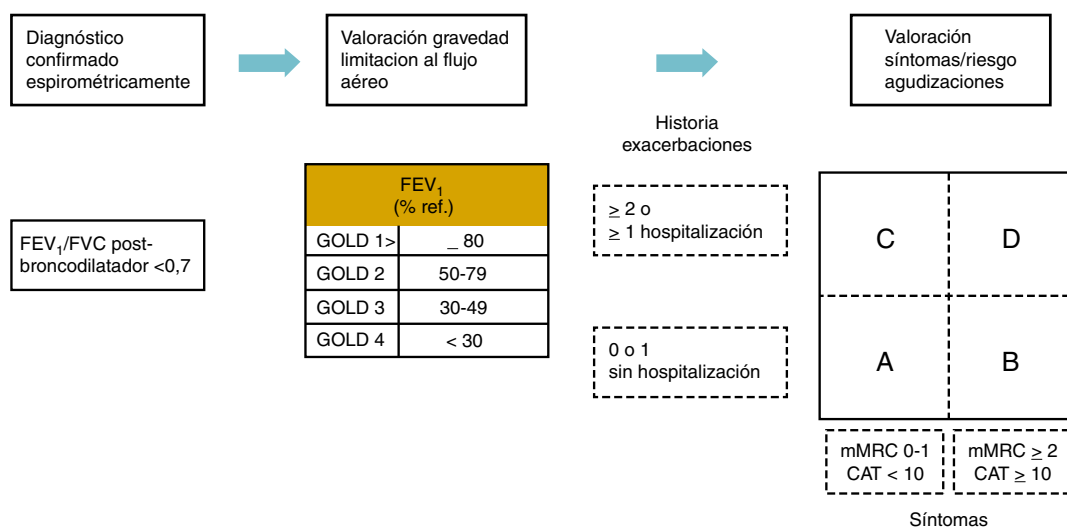 Diagnóstico
confirmado
espirométricamente
Valoración gravedad
limitacion al flujo
aéreo
Valoración
síntomas/riesgo
agudizaciones
Historia
exacerbaciones
FEV₁/FVC post-
broncodilatador <0,7
FEV₁
(% ref.)
GOLD 1> _ 80
GOLD 2 50-79
GOLD 3 30-49
GOLD 4 < 30
≥ 2 o
≥ 1 hospitalización
0 o 1
sin hospitalización
C D
A B
mMRC 0-1
CAT < 10
mMRC ≥ 2
CAT ≥ 10
Síntomas